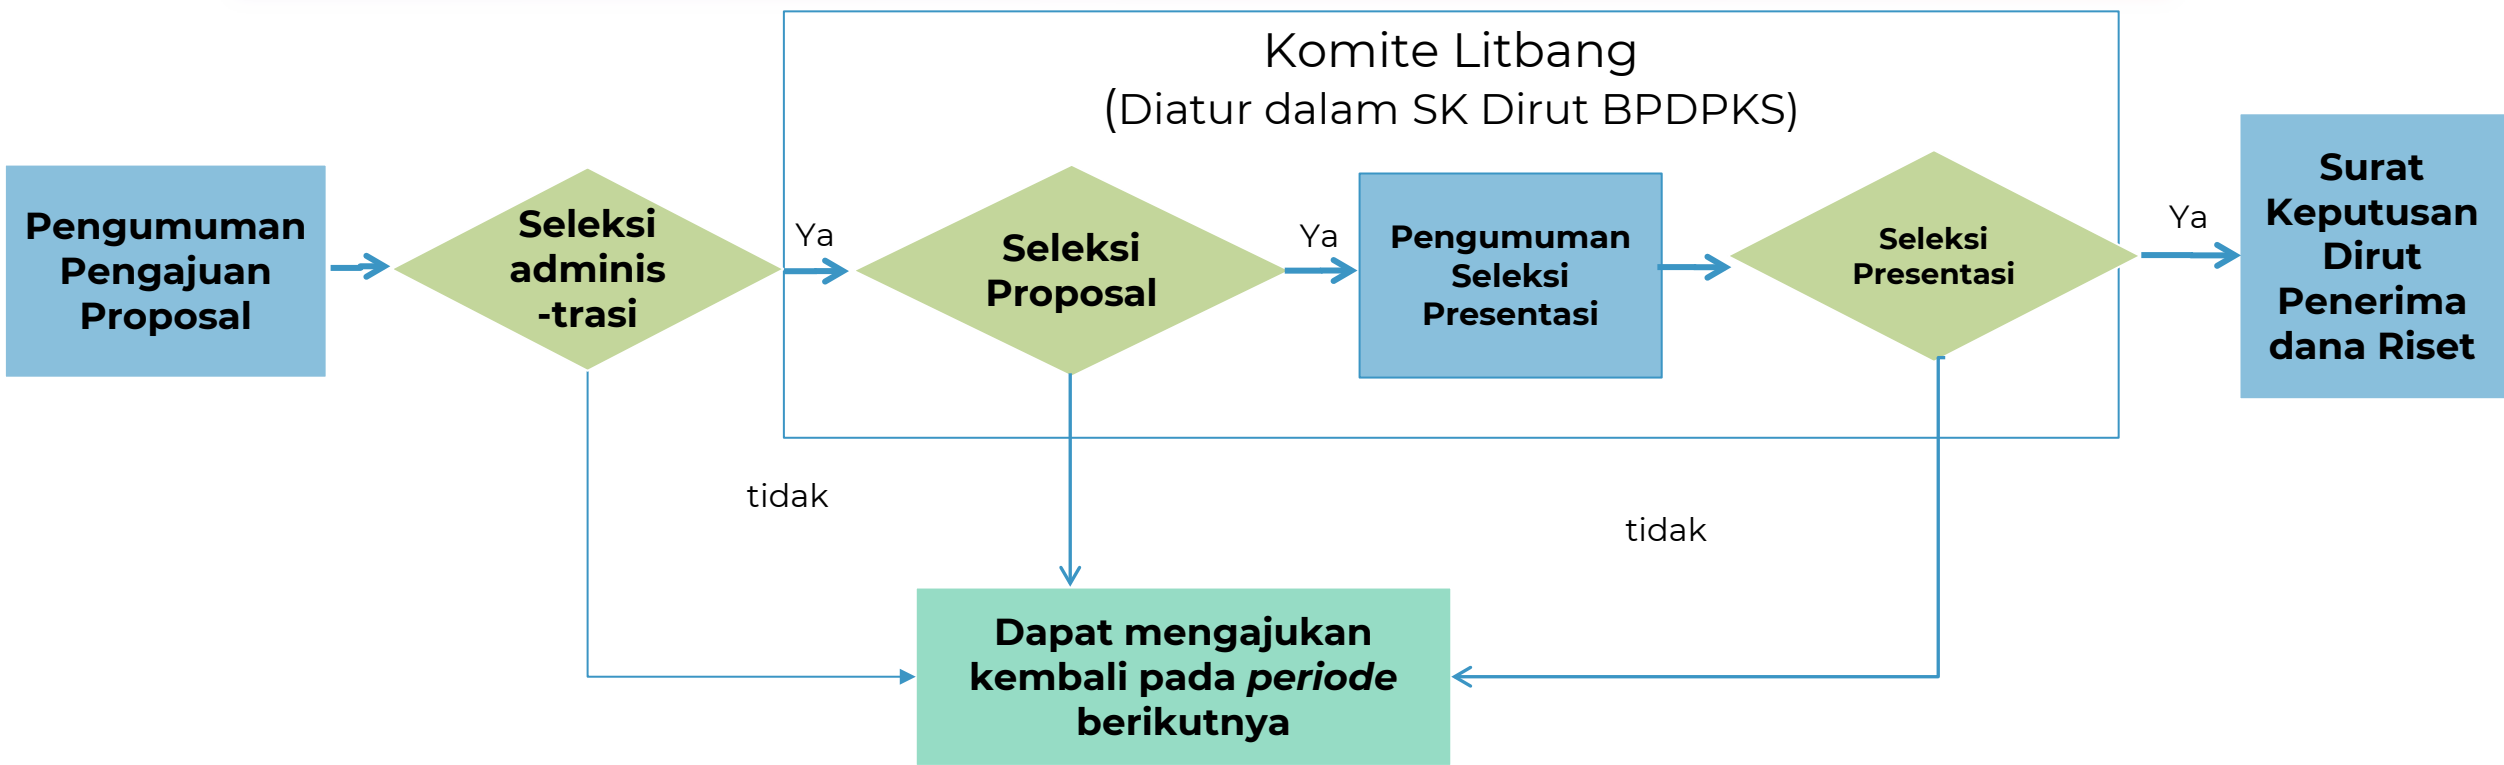 Komite Litbang
(Diatur dalam SK Dirut BPDPKS)
Pengumuman
Pengajuan
Proposal
Seleksi
adminis
-trasi
Ya
Seleksi
Proposal
Ya
Pengumuman
Seleksi
Presentasi
Seleksi
Presentasi
Ya
Surat
Keputusan
Dirut
Penerima
dana Riset
tidak
tidak
Dapat mengajukan
kembali pada periode
berikutnya